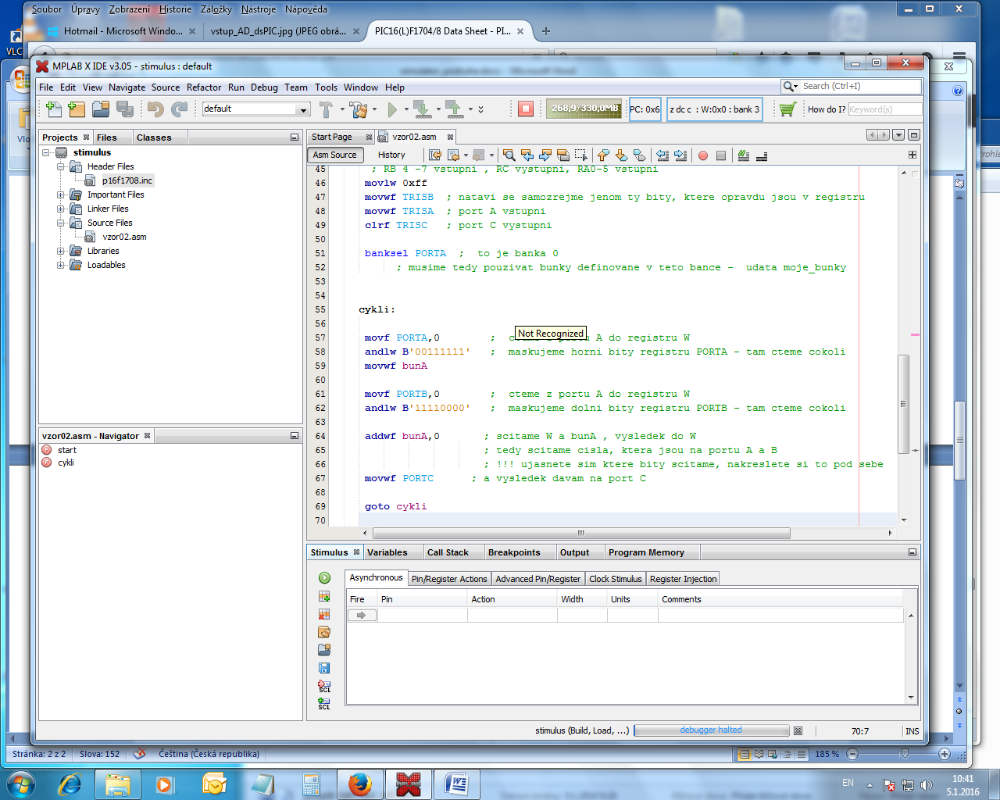 Soubor Úpravy Zobrazení Historie Záložky Nástroje Nápověda
Hotmail - Microsoft Windo...
vstup_AD_dsPIC.jpg (JPEG obrá...
PIC16(L)F1704/8 Data Sheet - PI...
VLC
MPLAB X IDE v3.05 - stimulus : default
File Edit View Navigate Source Refactor Run Debug Team Tools Window Help
Search (Ctrl+I)
default
268,9/330,0MB
PC: 0x6
z dc c : W:0x0 : bank 3
How do I?
Keyword(s)
Projects
Files
Classes
stimulus
Header Files
p16f1708.inc
Important Files
Linker Files
Source Files
vzor02.asm
Libraries
Loadables
vzor02.asm - Navigator
start
cykli
Start Page
vzor02.asm
Asm Source
History
45 ; RB 4 -7 vstupni , RC vystupni, RA0-5 vstupni
46 movlw 0xff
47 movwf TRISB ; natavi se samozrejme jenom ty bity, ktere opravdu jsou v registru
48 movwf TRISA ; port A vstupni
49 clrf TRISC ; port C vystupni
50
51 banksel PORTA ; to je banka 0
52 ; musime tedy pouzivat bunky definovane v teto bance - udata moje_bunky
53
54
55 cykli:
56
Not Recognized
57 movf PORTA,0 ; A do registru W
58 andlw B'00111111' ; maskujeme horni bity registru PORTA - tam cteme cokoli
59 movwf bunA
60
61 movf PORTB,0 ; cteme z portu A do registru W
62 andlw B'11110000' ; maskujeme dolni bity registru PORTB - tam cteme cokoli
63
64 addwf bunA,0 ; scitame W a bunA , vysledek do W
65 ; tedy scitame cisla, ktera jsou na portu A a B
66 ; !!! ujasnete sim ktere bity scitame, nakreslete si to pod sebe
67 movwf PORTC ; a vysledek davam na port C
68
69 goto cykli
70
Stimulus
Variables
Call Stack
Breakpoints
Output
Program Memory
Asynchronous
Pin/Register Actions
Advanced Pin/Register
Clock Stimulus
Register Injection
Fire Pin Action Width Units Comments
SCL
SCL
stimulus (Build, Load, ...)
debugger halted
70:7
INS
Stránka: 2 z 2
Slova: 152
Čeština (Česká republika)
185 %
EN
10:41
5.1.2016